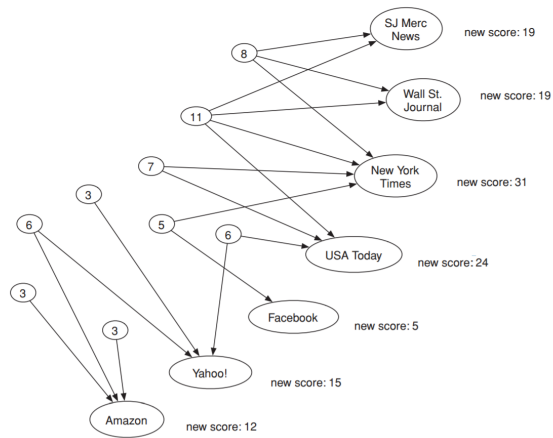 SJ Merc
News
new score: 19
8
Wall St.
Journal
new score: 19
11
7
New York
Times
new score: 31
3
6
5
6
USA Today
new score: 24
3
Facebook
new score: 5
3
Yahoo!
new score: 15
Amazon
new score: 12